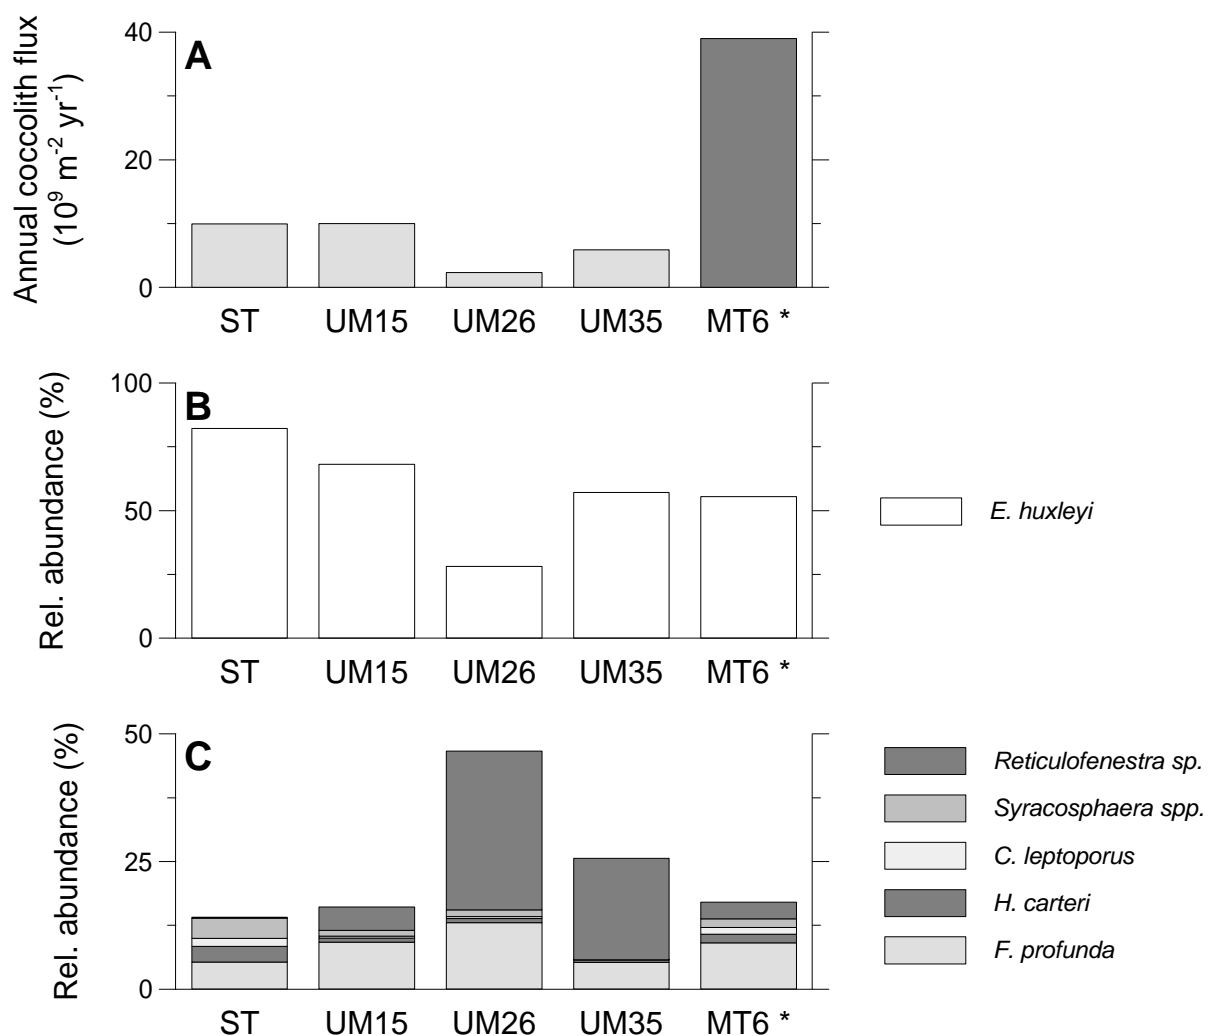 Annual coccolith flux
(10⁹ m⁻² yr⁻¹)
40
20
0
A
ST UM15 UM26 UM35 MT6 *
Rel. abundance (%)
100
50
0
B
ST UM15 UM26 UM35 MT6 *
E. huxleyi
Rel. abundance (%)
50
25
0
C
ST UM15 UM26 UM35 MT6 *
Reticulofenestra sp.
Syracosphaera spp.
C. leptoporus
H. carteri
F. profunda